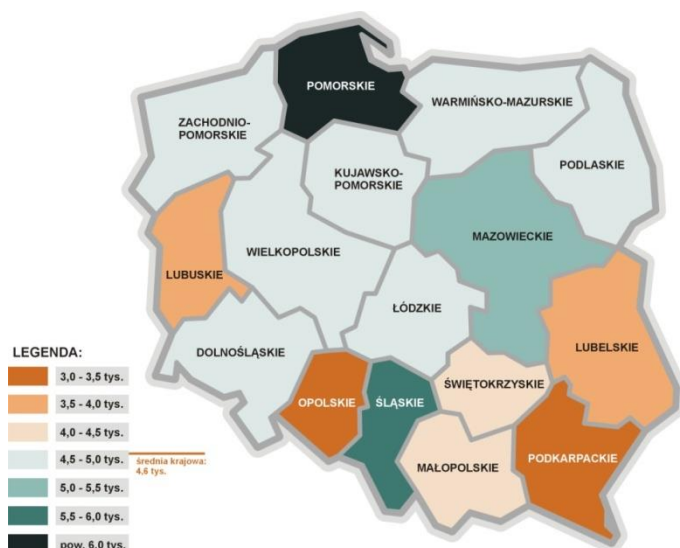 POMORSKIE
WARMIŃSKO-MAZURSKIE
ZACHODNIO-
POMORSKIE
PODLASKIE
KUJAWSKO-
POMORSKIE
MAZOWIECKIE
WIELKOPOLSKIE
LUBUSKIE
ŁÓDZKIE
LUBELSKIE
DOLNOŚLĄSKIE
OPOLSKIE
ŚLĄSKIE
ŚWIĘTOKRZYSKIE
MAŁOPOLSKIE
PODKARPACKIE
LEGENDA:
3,0 - 3,5 tys.
3,5 - 4,0 tys.
4,0 - 4,5 tys.
4,5 - 5,0 tys.
średnia krajowa:
4,6 tys.
5,0 - 5,5 tys.
5,5 - 6,0 tys.
pow. 6,0 tys.